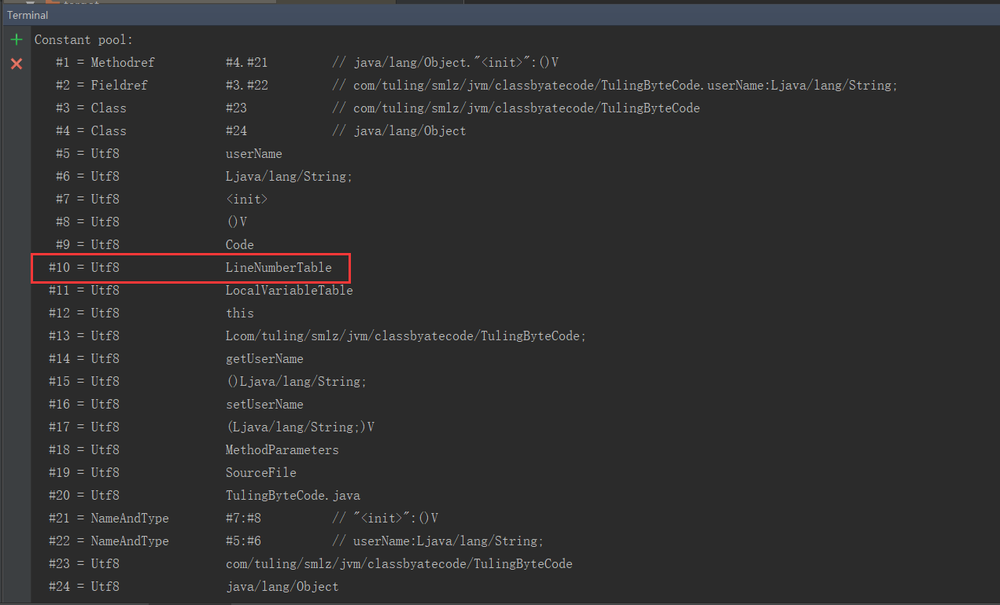 Terminal
Constant pool:
#1 = Methodref #4.#21 // java/lang/Object."<init>":()V
#2 = Fieldref #3.#22 // com/tuling/smlz/jvm/classbyatecode/TulingByteCode.userName:Ljava/lang/String;
#3 = Class #23 // com/tuling/smlz/jvm/classbyatecode/TulingByteCode
#4 = Class #24 // java/lang/Object
#5 = Utf8 userName
#6 = Utf8 Ljava/lang/String;
#7 = Utf8 <init>
#8 = Utf8 ()V
#9 = Utf8 Code
#10 = Utf8 LineNumberTable
#11 = Utf8 LocalVariableTable
#12 = Utf8 this
#13 = Utf8 Lcom/tuling/smlz/jvm/classbyatecode/TulingByteCode;
#14 = Utf8 getUserName
#15 = Utf8 ()Ljava/lang/String;
#16 = Utf8 setUserName
#17 = Utf8 (Ljava/lang/String;)V
#18 = Utf8 MethodParameters
#19 = Utf8 SourceFile
#20 = Utf8 TulingByteCode.java
#21 = NameAndType #7:#8 // "<init>":()V
#22 = NameAndType #5:#6 // userName:Ljava/lang/String;
#23 = Utf8 com/tuling/smlz/jvm/classbyatecode/TulingByteCode
#24 = Utf8 java/lang/Object